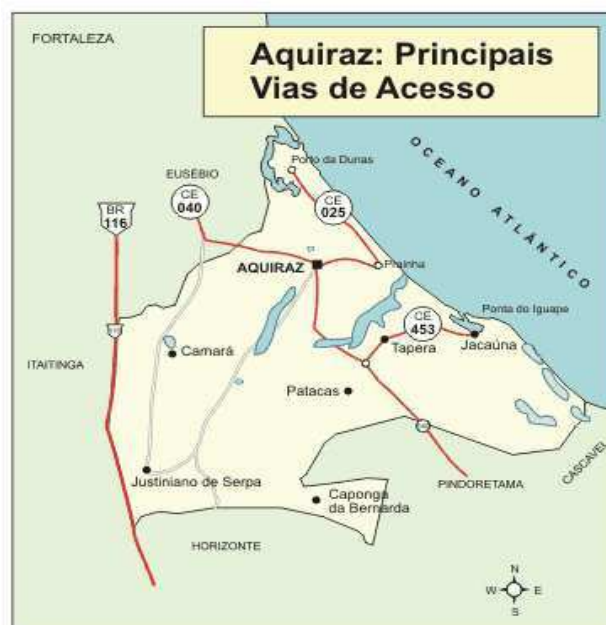 FORTALEZA
Aquiraz: Principais
Vias de Acesso
OCEANO ATLÂNTICO
Porto da Dunas
EUSÉBIO
CE
040
CE
025
BR
116
AQUIRAZ
Prainha
Ponta do Iguape
CE
453
Tapera
Jacaúna
Camará
ITAITINGA
Patacas
CASCAVEL
Justiniano de Serpa
PINDORETAMA
Caponga
da Bernarda
HORIZONTE
N
W
E
S